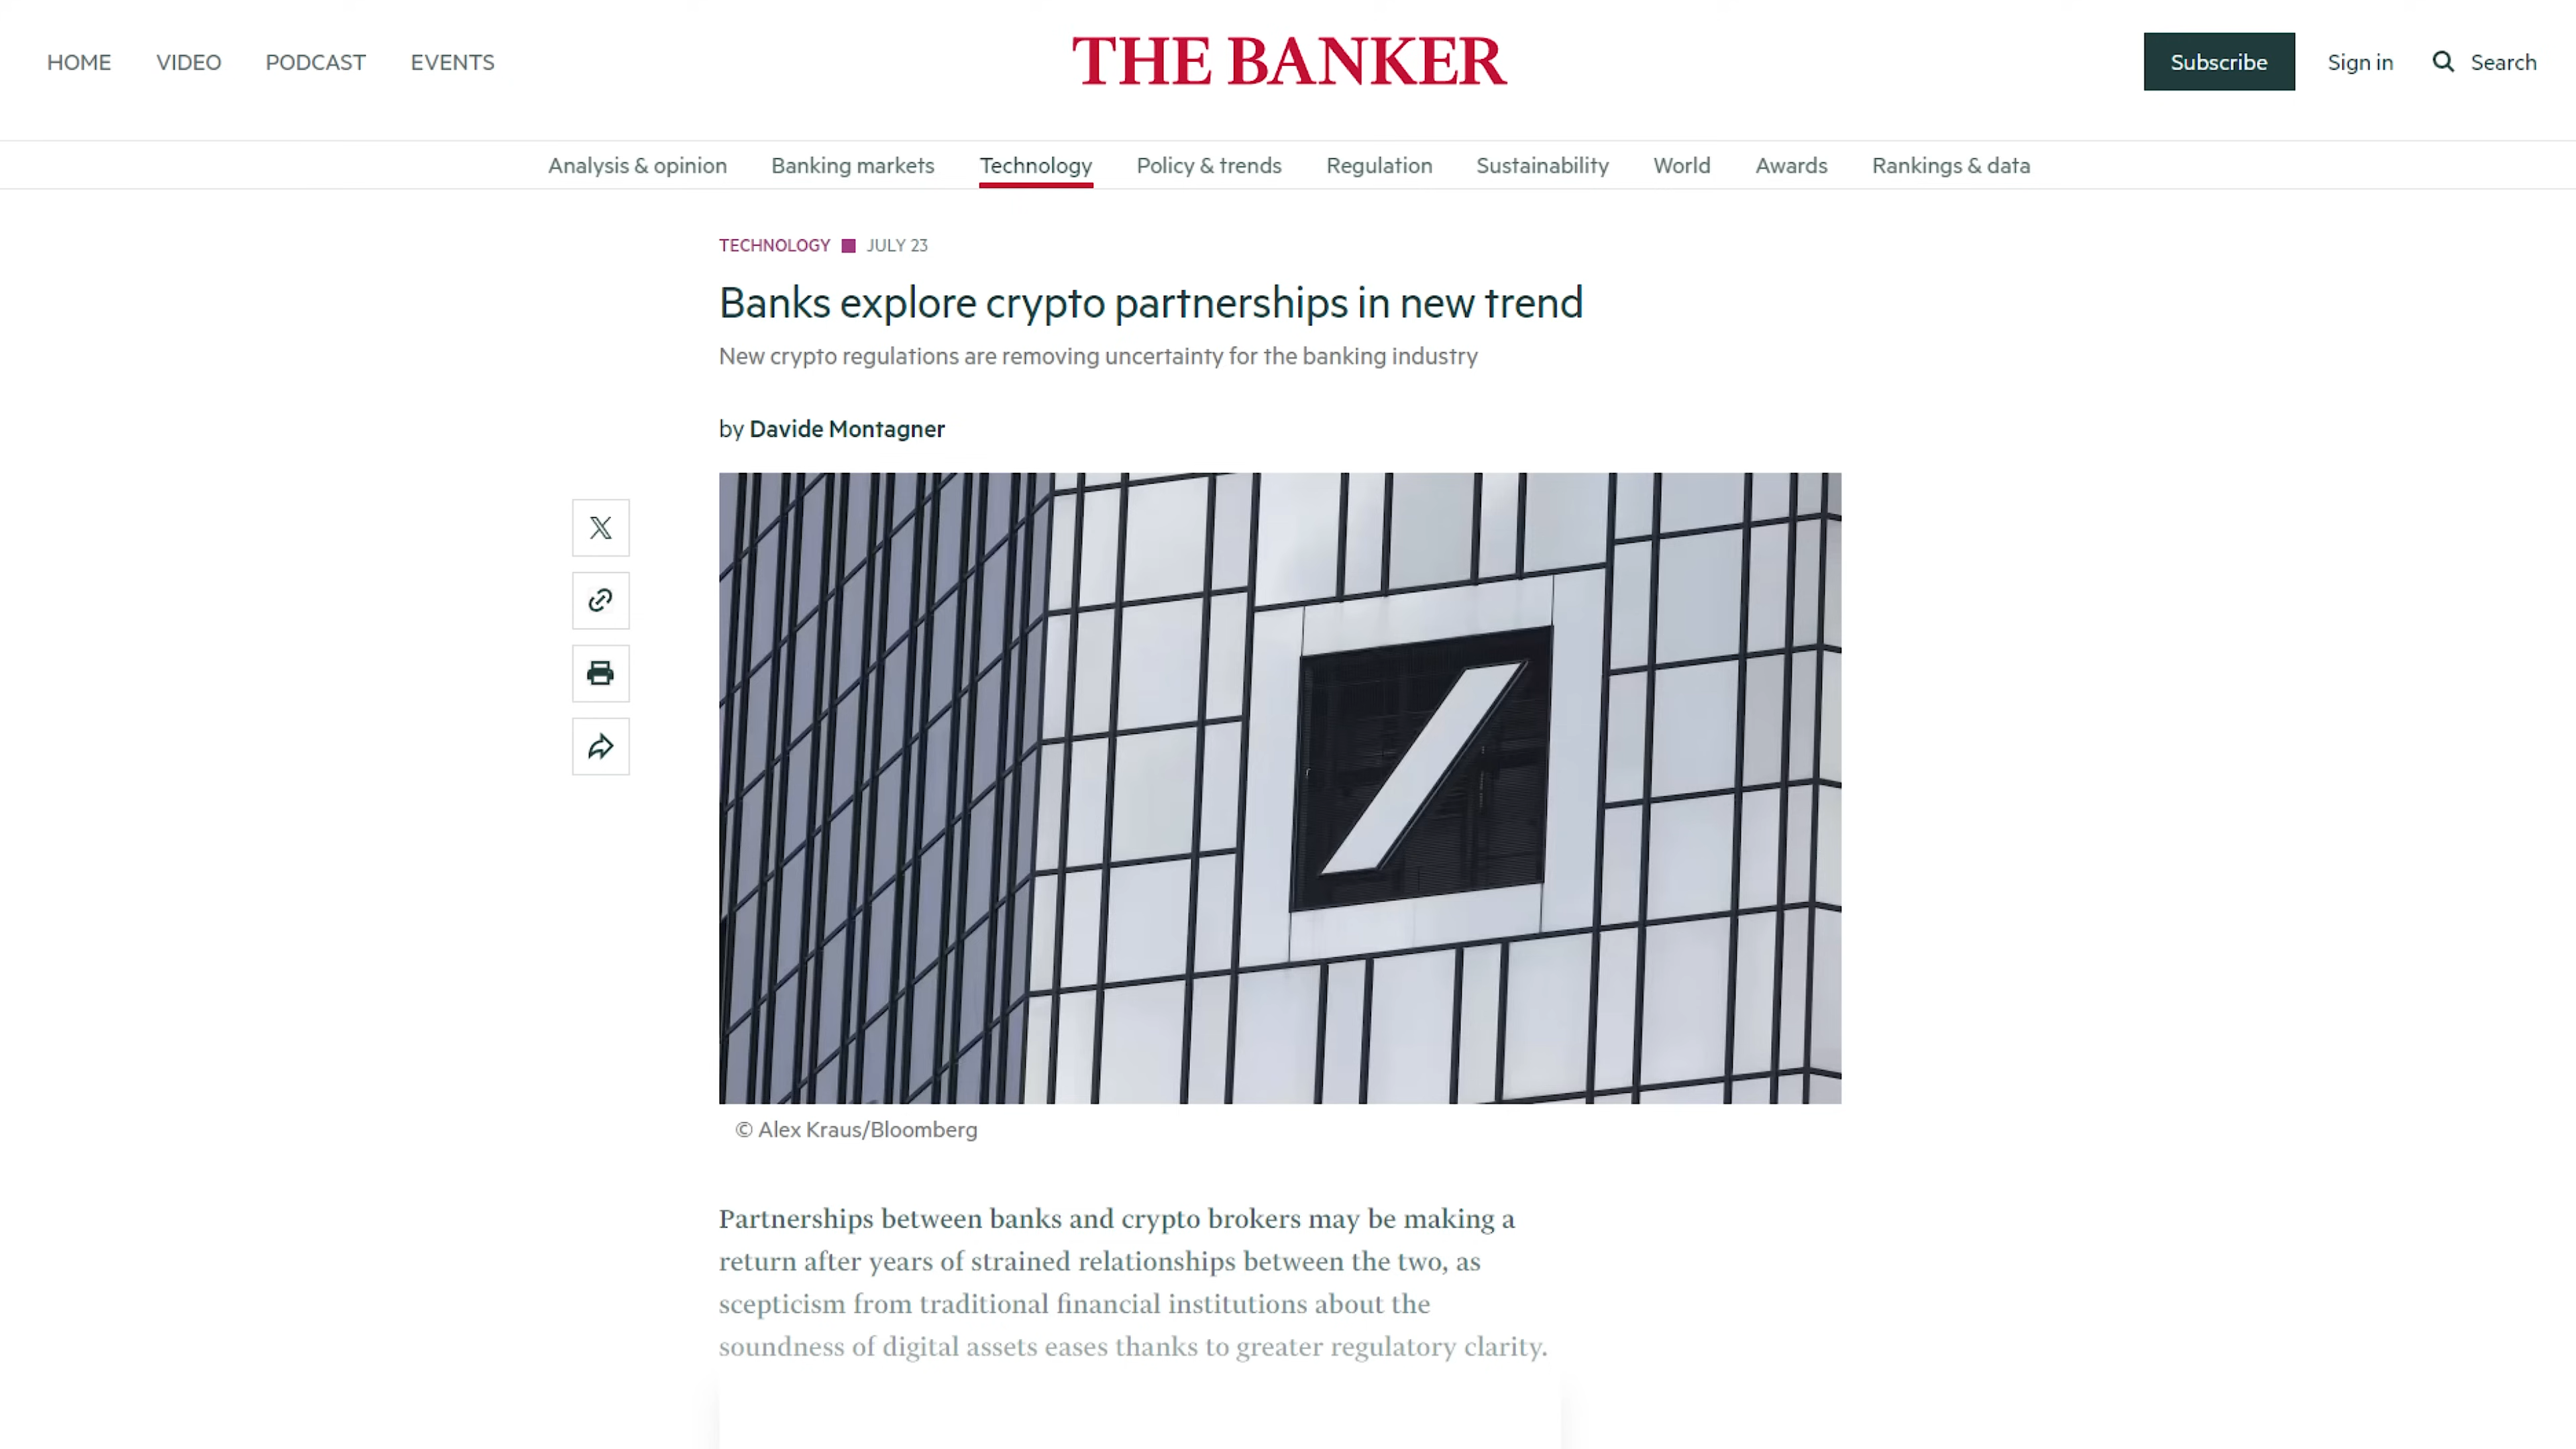 HOME VIDEO PODCAST EVENTS THE BANKER Subscribe Sign in Search
Analysis & opinion Banking markets Technology Policy & trends Regulation Sustainability World Awards Rankings & data
TECHNOLOGY JULY 23
Banks explore crypto partnerships in new trend
New crypto regulations are removing uncertainty for the banking industry
by Davide Montagner
© Alex Kraus/Bloomberg
Partnerships between banks and crypto brokers may be making a
return after years of strained relationships between the two, as
scepticism from traditional financial institutions about the
soundness of digital assets eases thanks to greater regulatory clarity.